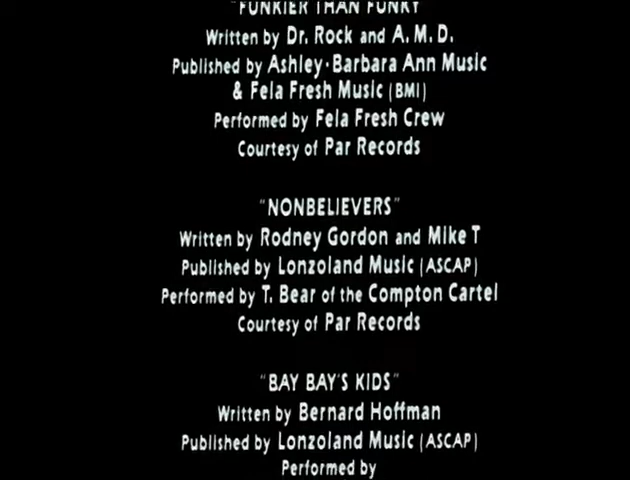 "FUNKIER THAN FUNKY
Written by Dr. Rock and A. M. D.
Published by Ashley · Barbara Ann Music
& Fela Fresh Music (BMI)
Performed by Fela Fresh Crew
Courtesy of Par Records
"NONBELIEVERS"
Written by Rodney Gordon and Mike T
Published by Lonzoland Music (ASCAP)
Performed by T. Bear of the Compton Cartel
Courtesy of Par Records
"BAY BAY'S KIDS"
Written by Bernard Hoffman
Published by Lonzoland Music (ASCAP)
Performed by